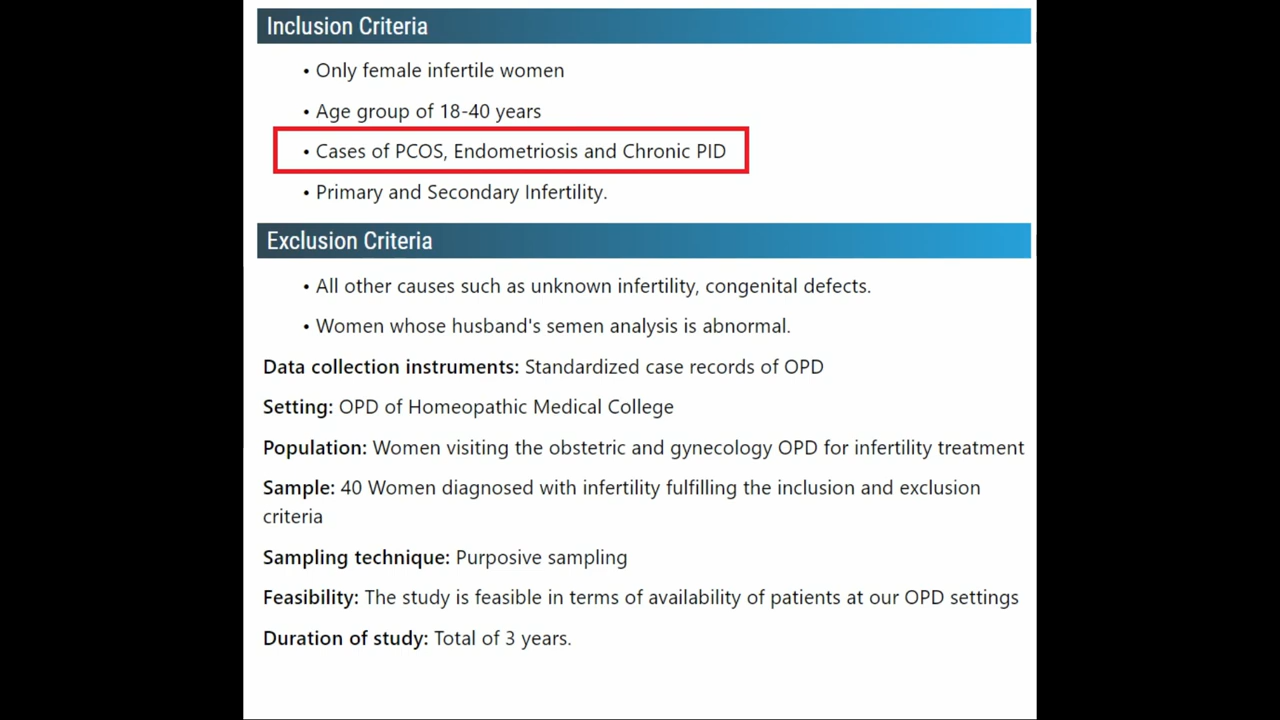 Inclusion Criteria
• Only female infertile women
• Age group of 18-40 years
• Cases of PCOS, Endometriosis and Chronic PID
• Primary and Secondary Infertility.
Exclusion Criteria
• All other causes such as unknown infertility, congenital defects.
• Women whose husband's semen analysis is abnormal.
Data collection instruments: Standardized case records of OPD
Setting: OPD of Homeopathic Medical College
Population: Women visiting the obstetric and gynecology OPD for infertility treatment
Sample: 40 Women diagnosed with infertility fulfilling the inclusion and exclusion
criteria
Sampling technique: Purposive sampling
Feasibility: The study is feasible in terms of availability of patients at our OPD settings
Duration of study: Total of 3 years.